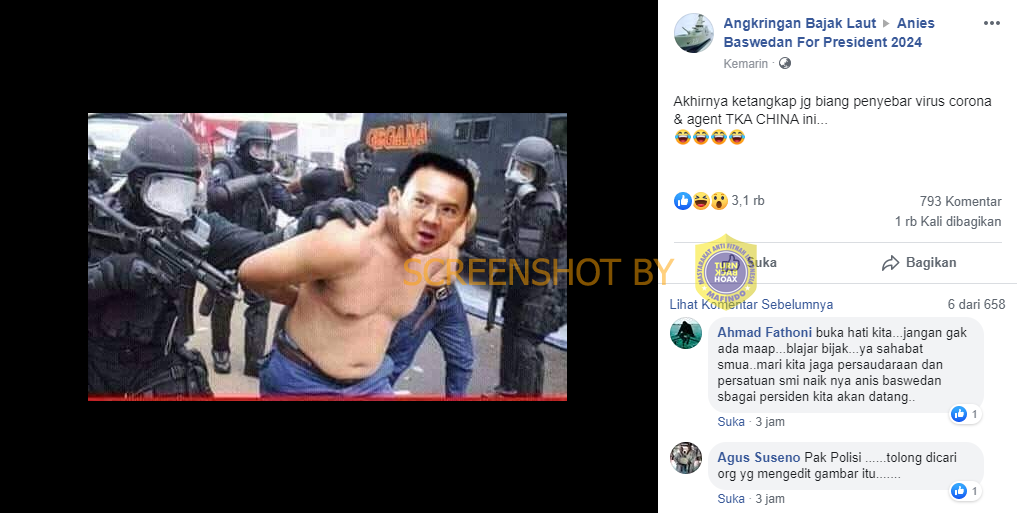 Angkringan Bajak Laut ▸ Anies
Baswedan For President 2024
Kemarin ·
Akhirnya ketangkap jg biang penyebar virus corona
& agent TKA CHINA ini...
😂😂😂😂
3,1 rb
793 Komentar
1 rb Kali dibagikan
Suka
Bagikan
Lihat Komentar Sebelumnya
6 dari 658
Ahmad Fathoni buka hati kita...jangan gak
ada maap...blajar bijak...ya sahabat
smua..mari kita jaga persaudaraan dan
persatuan smi naik nya anis baswedan
sbagai persiden kita akan datang..
1
Suka · 3 jam
Agus Suseno Pak Polisi ......tolong dicari
org yg mengedit gambar itu.......
1
Suka · 3 jam
GEGANA
SCREENSHOT BY
MASYARAKAT ANTI FITNAH INDONESIA
TURN
BACK
HOAX
MAFINDO